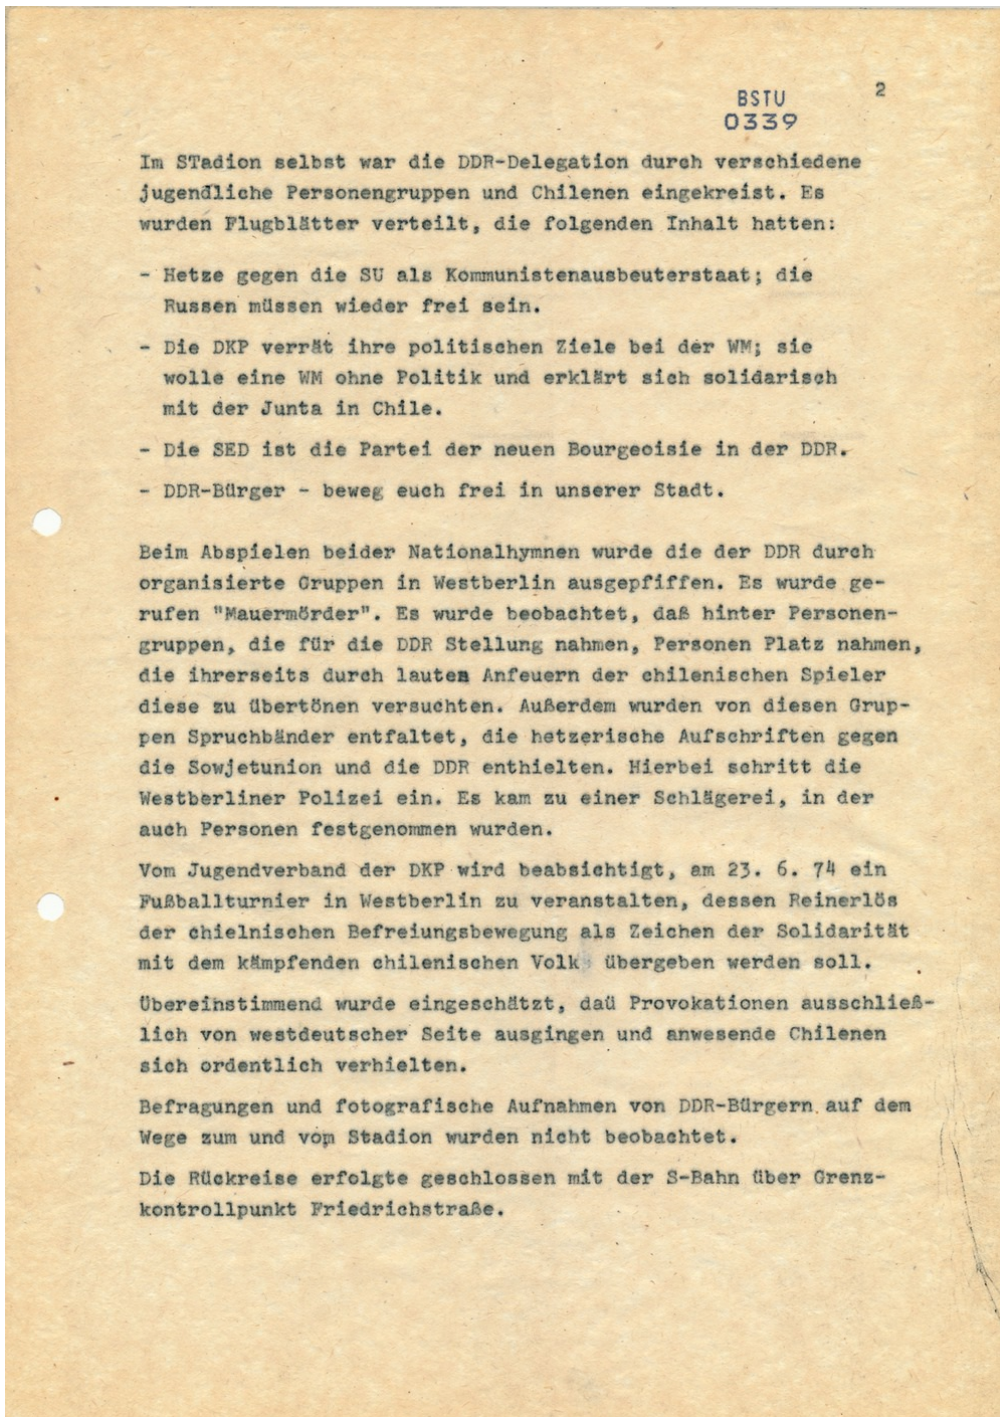 2
BSTU
0339
Im STadion selbst war die DDR-Delegation durch verschiedene
jugendliche Personengruppen und Chilenen eingekreist. Es
wurden Flugblätter verteilt, die folgenden Inhalt hatten:
- Hetze gegen die SU als Kommunistenausbeuterstaat; die
Russen müssen wieder frei sein.
- Die DKP verrät ihre politischen Ziele bei der WM; sie
wolle eine WM ohne Politik und erklärt sich solidarisch
mit der Junta in Chile.
- Die SED ist die Partei der neuen Bourgeoisie in der DDR.
- DDR-Bürger - beweg euch frei in unserer Stadt.
Beim Abspielen beider Nationalhymnen wurde die der DDR durch
organisierte Gruppen in Westberlin ausgepfiffen. Es wurde ge-
rufen "Mauermörder". Es wurde beobachtet, daß hinter Personen-
gruppen, die für die DDR Stellung nahmen, Personen Platz nahmen,
die ihrerseits durch lautes Anfeuern der chilenischen Spieler
diese zu übertönen versuchten. Außerdem wurden von diesen Grup-
pen Spruchbänder entfaltet, die hetzerische Aufschriften gegen
die Sowjetunion und die DDR enthielten. Hierbei schritt die
Westberliner Polizei ein. Es kam zu einer Schlägerei, in der
auch Personen festgenommen wurden.
Vom Jugendverband der DKP wird beabsichtigt, am 23. 6. 74 ein
Fußballturnier in Westberlin zu veranstalten, dessen Reinerlös
der chielnischen Befreiungsbewegung als Zeichen der Solidarität
mit dem kämpfenden chilenischen Volk übergeben werden soll.
Übereinstimmend wurde eingeschätzt, daü Provokationen ausschließ-
lich von westdeutscher Seite ausgingen und anwesende Chilenen
sich ordentlich verhielten.
Befragungen und fotografische Aufnahmen von DDR-Bürgern auf dem
Wege zum und vom Stadion wurden nicht beobachtet.
Die Rückreise erfolgte geschlossen mit der S-Bahn über Grenz-
kontrollpunkt Friedrichstraße.